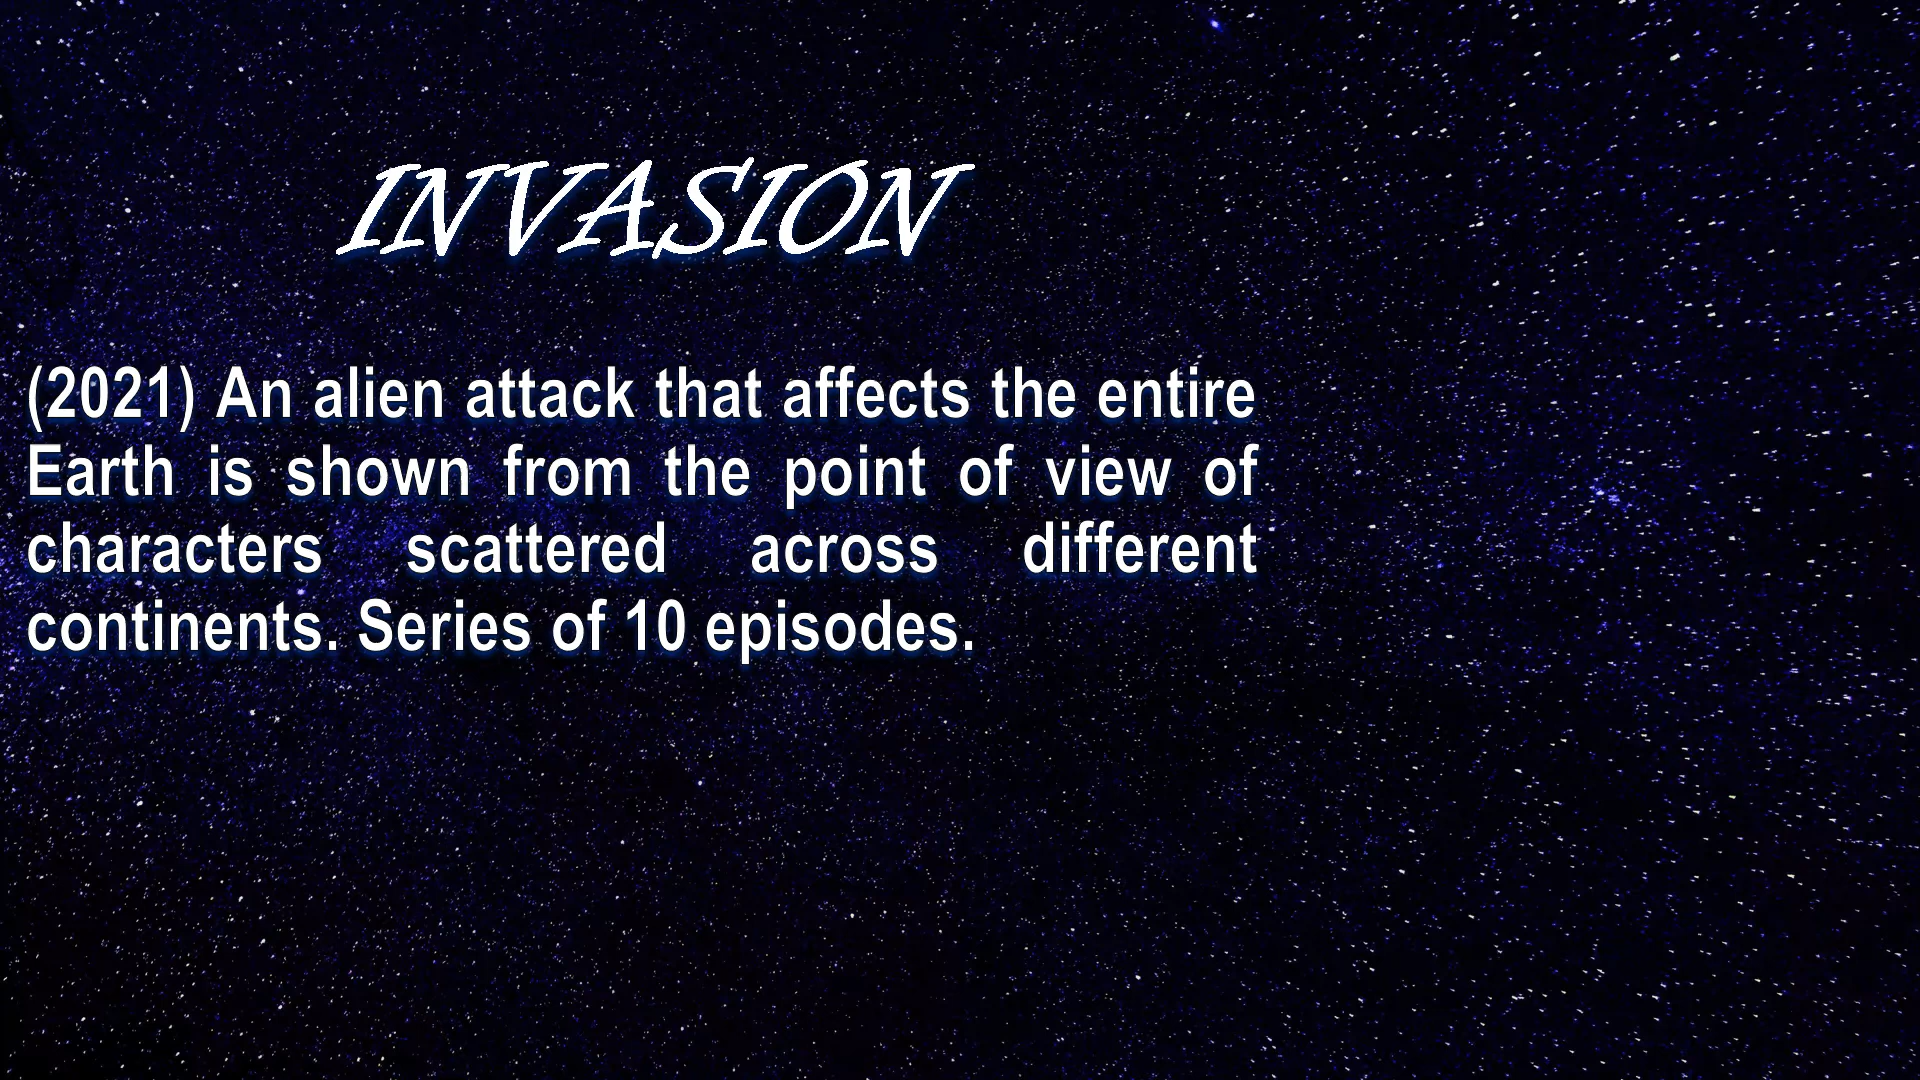 INVASION
(2021) An alien attack that affects the entire
Earth is shown from the point of view of
characters scattered across different
continents. Series of 10 episodes.